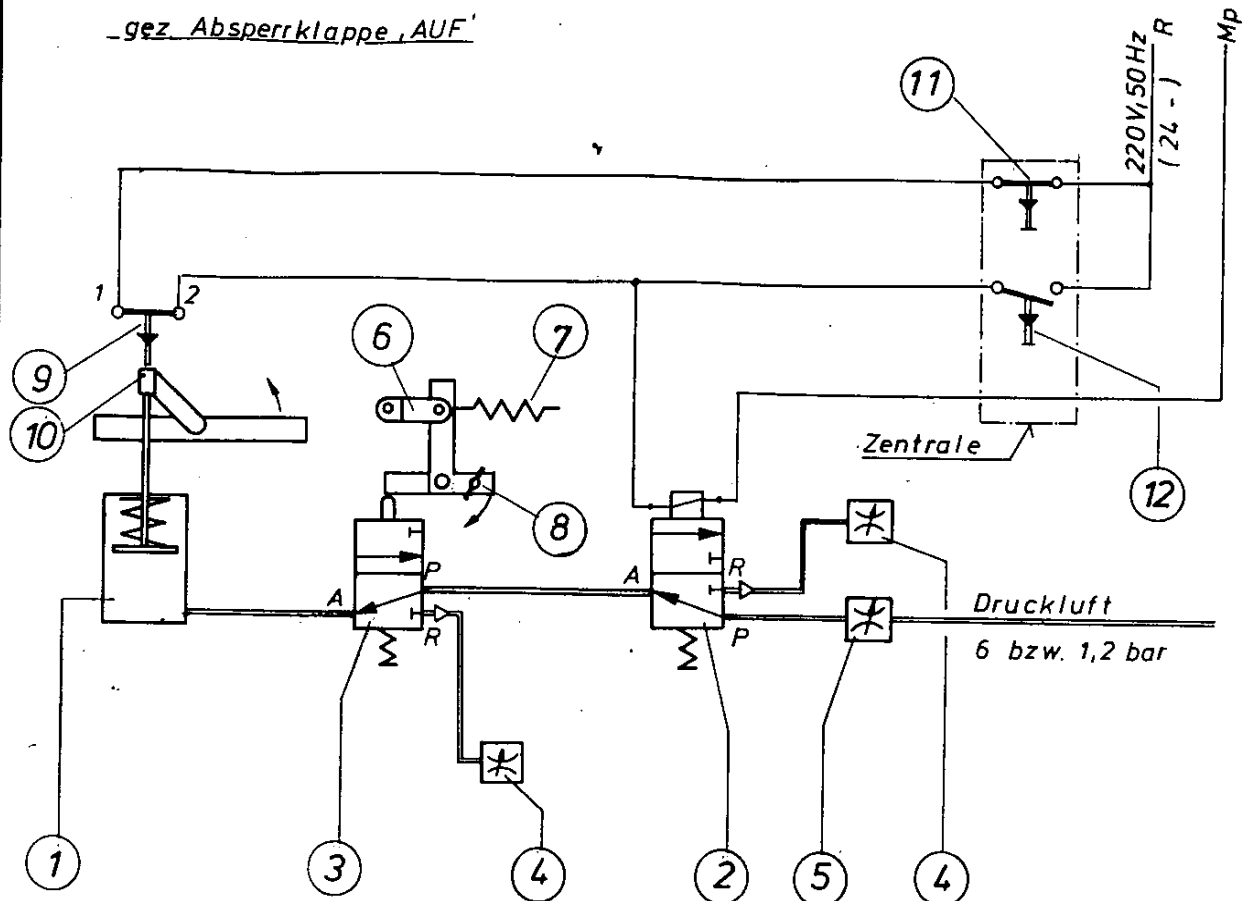 gez Absperrklappe ‚AUF'
220V, 50Hz R
(24-)
Mp
11
1
2
9
6
7
10
Zentrale
8
12
P
A
R
A
R
P
Druckluft
6 bzw. 1,2 bar
1
3
4
2
5
4